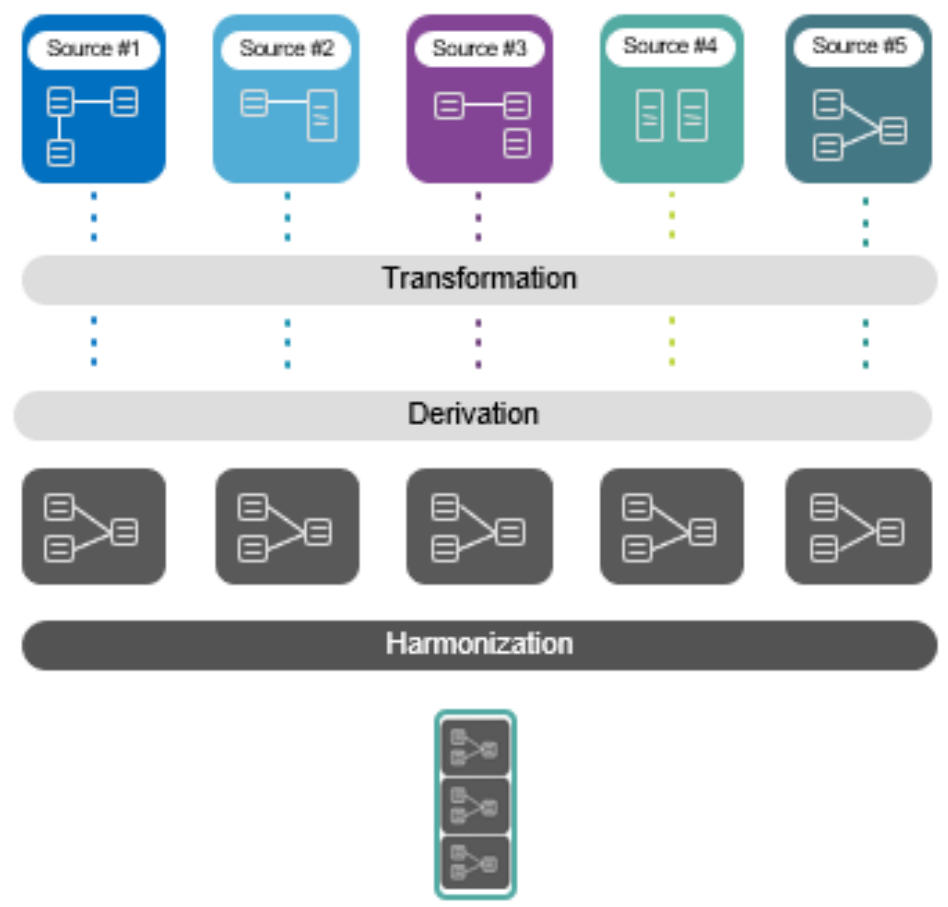 Source #1
Source #2
Source #3
Source #4
Source #5
Transformation
Derivation
Harmonization